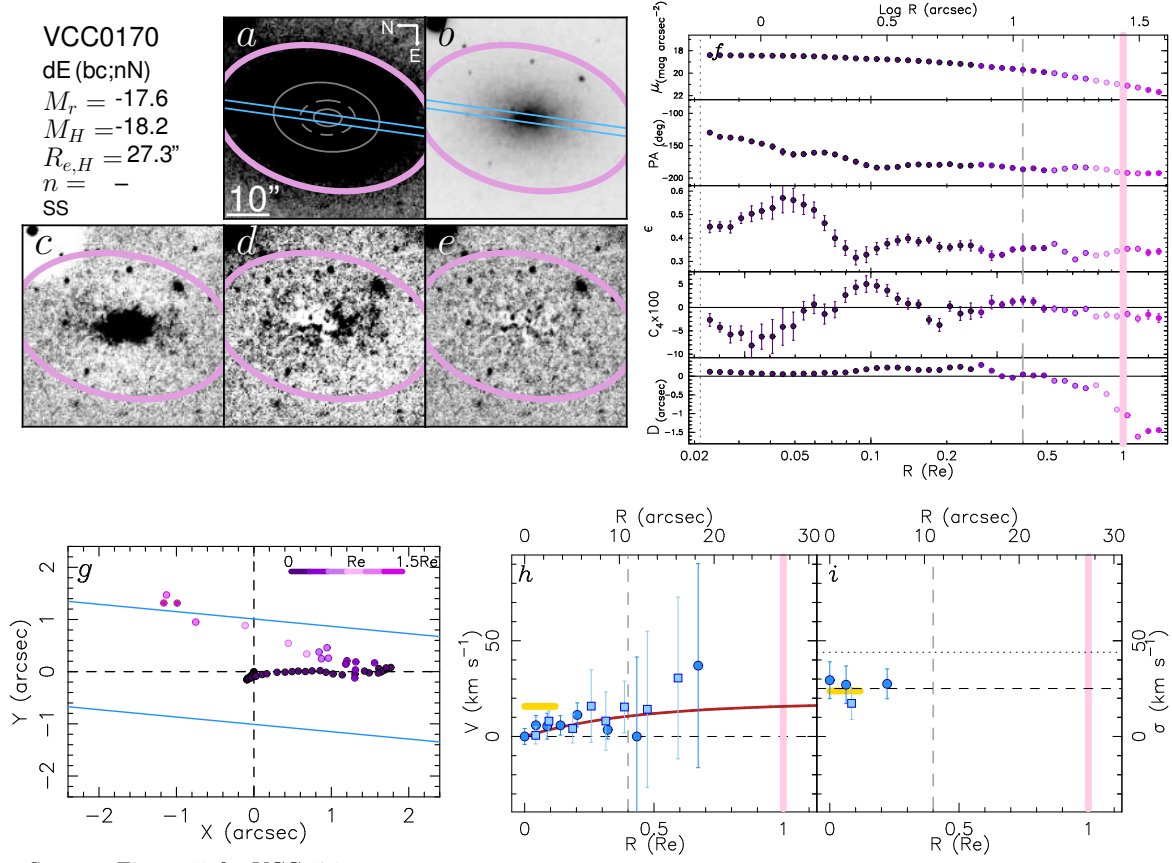 VCC0170
dE (bc;nN)
M_r = -17.6
M_H = -18.2
R_{e,H} = 27.3"
n = –
SS
a
N
E
10"
b
c
d
e
Log R (arcsec)
0 0.5 1 1.5
f
μ(mag arcsec⁻²)
18
20
22
PA (deg)
−100
−150
−200
ε
0.6
0.5
0.4
0.3
C₄×100
5
0
−5
−10
D (arcsec)
0
−0.5
−1
−1.5
0.02 0.05 0.1 0.2 0.5 1
R (Re)
g
0 Re 1.5Re
Y (arcsec)
2
1
0
−1
−2
−2 −1 0 1 2
X (arcsec)
R (arcsec) R (arcsec)
0 10 20 30 0 10 20 30
h
i
V (km s⁻¹)
50
0
σ (km s⁻¹)
50
0
0 0.5 1 0 0.5 1
R (Re) R (Re)